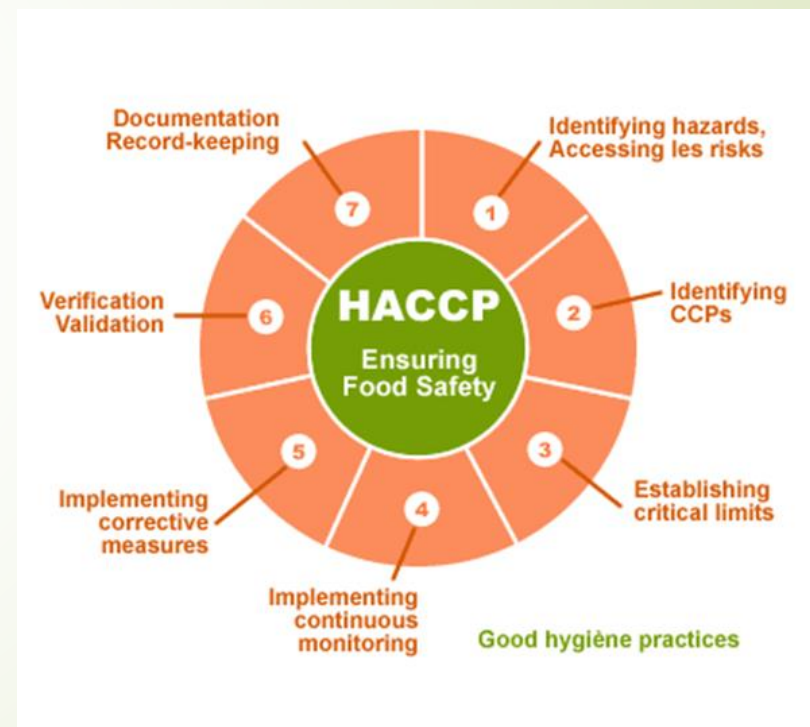 HACCP
Ensuring
Food Safety
1
Identifying hazards,
Accessing les risks
2
Identifying
CCPs
3
Establishing
critical limits
4
Implementing
continuous
monitoring
5
Implementing
corrective
measures
6
Verification
Validation
7
Documentation
Record-keeping
Good hygiène practices